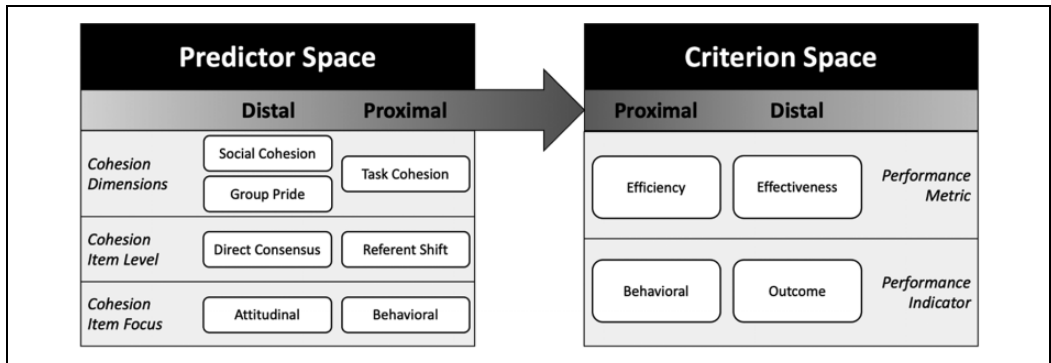 Predictor Space
Distal Proximal
Cohesion
Dimensions
Social Cohesion
Group Pride
Task Cohesion
Cohesion
Item Level
Direct Consensus
Referent Shift
Cohesion
Item Focus
Attitudinal
Behavioral
Criterion Space
Proximal Distal
Efficiency
Effectiveness
Performance
Metric
Behavioral
Outcome
Performance
Indicator